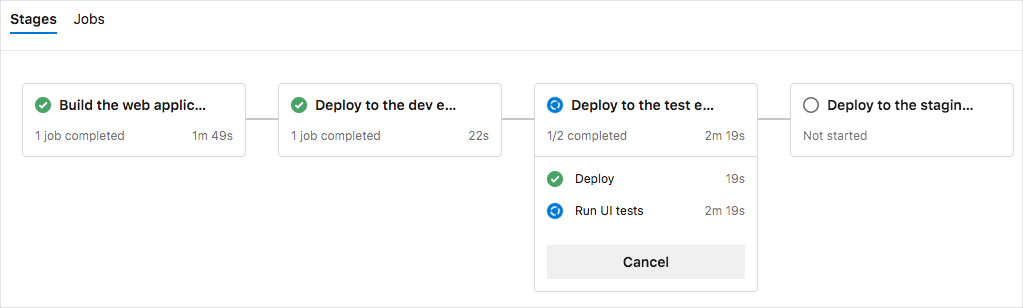 Stages Jobs
Build the web applic... Deploy to the dev e... Deploy to the test e... Deploy to the stagin...
1 job completed 1m 49s 1 job completed 22s 1/2 completed 2m 19s Not started
Deploy 19s
Run UI tests 2m 19s
Cancel